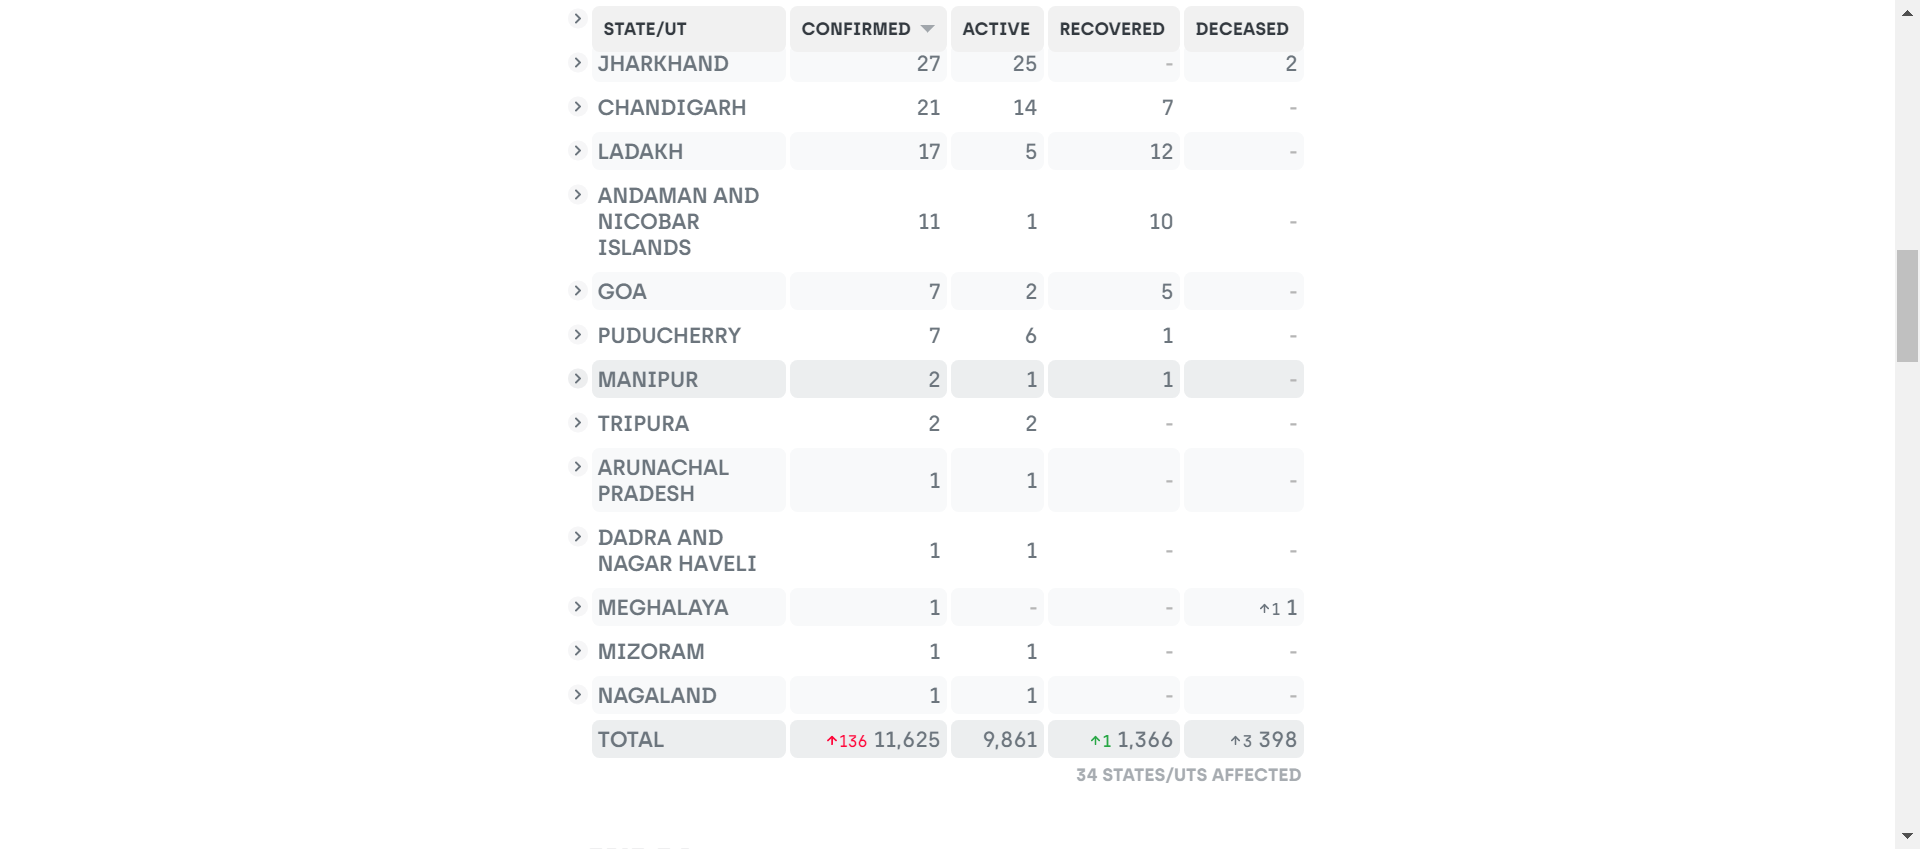 STATE/UT CONFIRMED ACTIVE RECOVERED DECEASED
JHARKHAND 27 25 - 2
CHANDIGARH 21 14 7 -
LADAKH 17 5 12 -
ANDAMAN AND
NICOBAR 11 1 10 -
ISLANDS
GOA 7 2 5 -
PUDUCHERRY 7 6 1 -
MANIPUR 2 1 1 -
TRIPURA 2 2 - -
ARUNACHAL
PRADESH 1 1 - -
DADRA AND
NAGAR HAVELI 1 1 - -
MEGHALAYA 1 - - ↑1 1
MIZORAM 1 1 - -
NAGALAND 1 1 - -
TOTAL ↑136 11,625 9,861 ↑1 1,366 ↑3 398
34 STATES/UTS AFFECTED